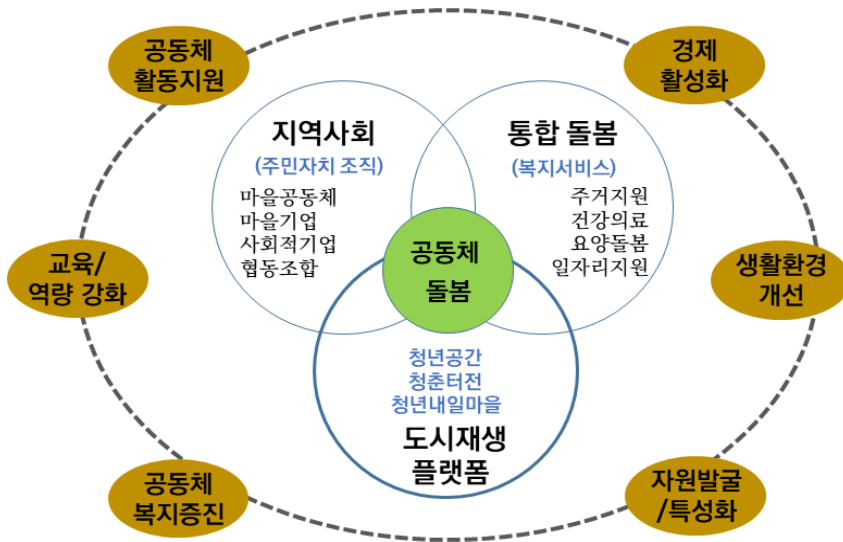 공동체
활동지원
경제
활성화
지역사회
(주민자치 조직)
마을공동체
마을기업
사회적기업
협동조합
통합 돌봄
(복지서비스)
주거지원
건강의료
요양돌봄
일자리지원
공동체
돌봄
교육/
역량 강화
생활환경
개선
청년공간
청춘터전
청년내일마을
도시재생
플랫폼
공동체
복지증진
자원발굴
/특성화